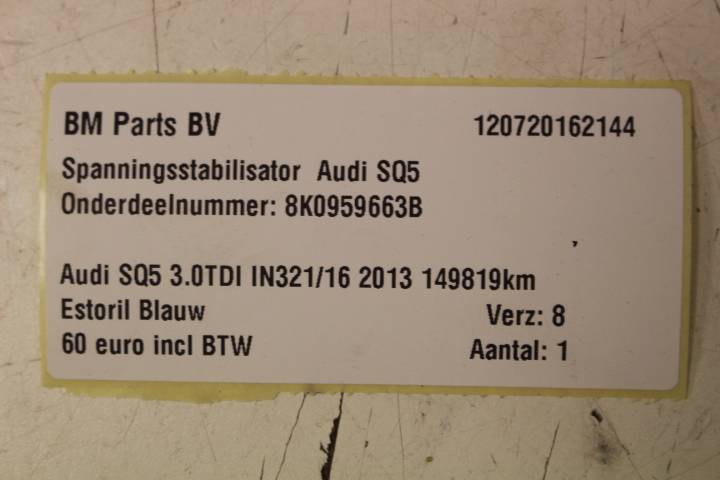 BM Parts BV 120720162144
Spanningsstabilisator Audi SQ5
Onderdeelnummer: 8K0959663B
Audi SQ5 3.0TDI IN321/16 2013 149819km
Estoril Blauw Verz: 8
60 euro incl BTW Aantal: 1